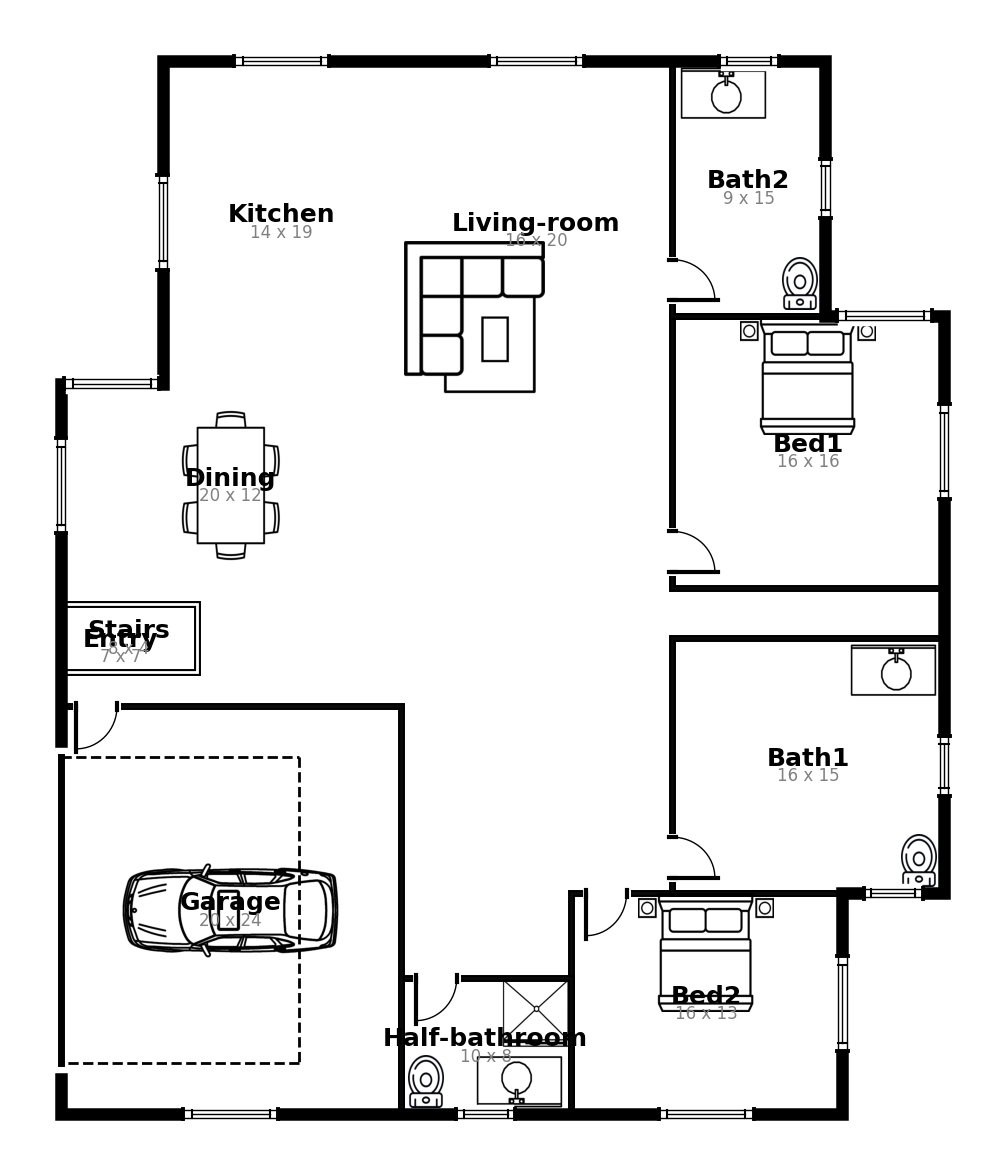 Bath2
9 x 15
Kitchen
14 x 19
Living-room
16 x 20
Bed1
16 x 16
Dining
20 x 12
Stairs
8 x 4
Entry
7 x 7
Bath1
16 x 15
Garage
20 x 24
Bed2
16 x 13
Half-bathroom
10 x 8